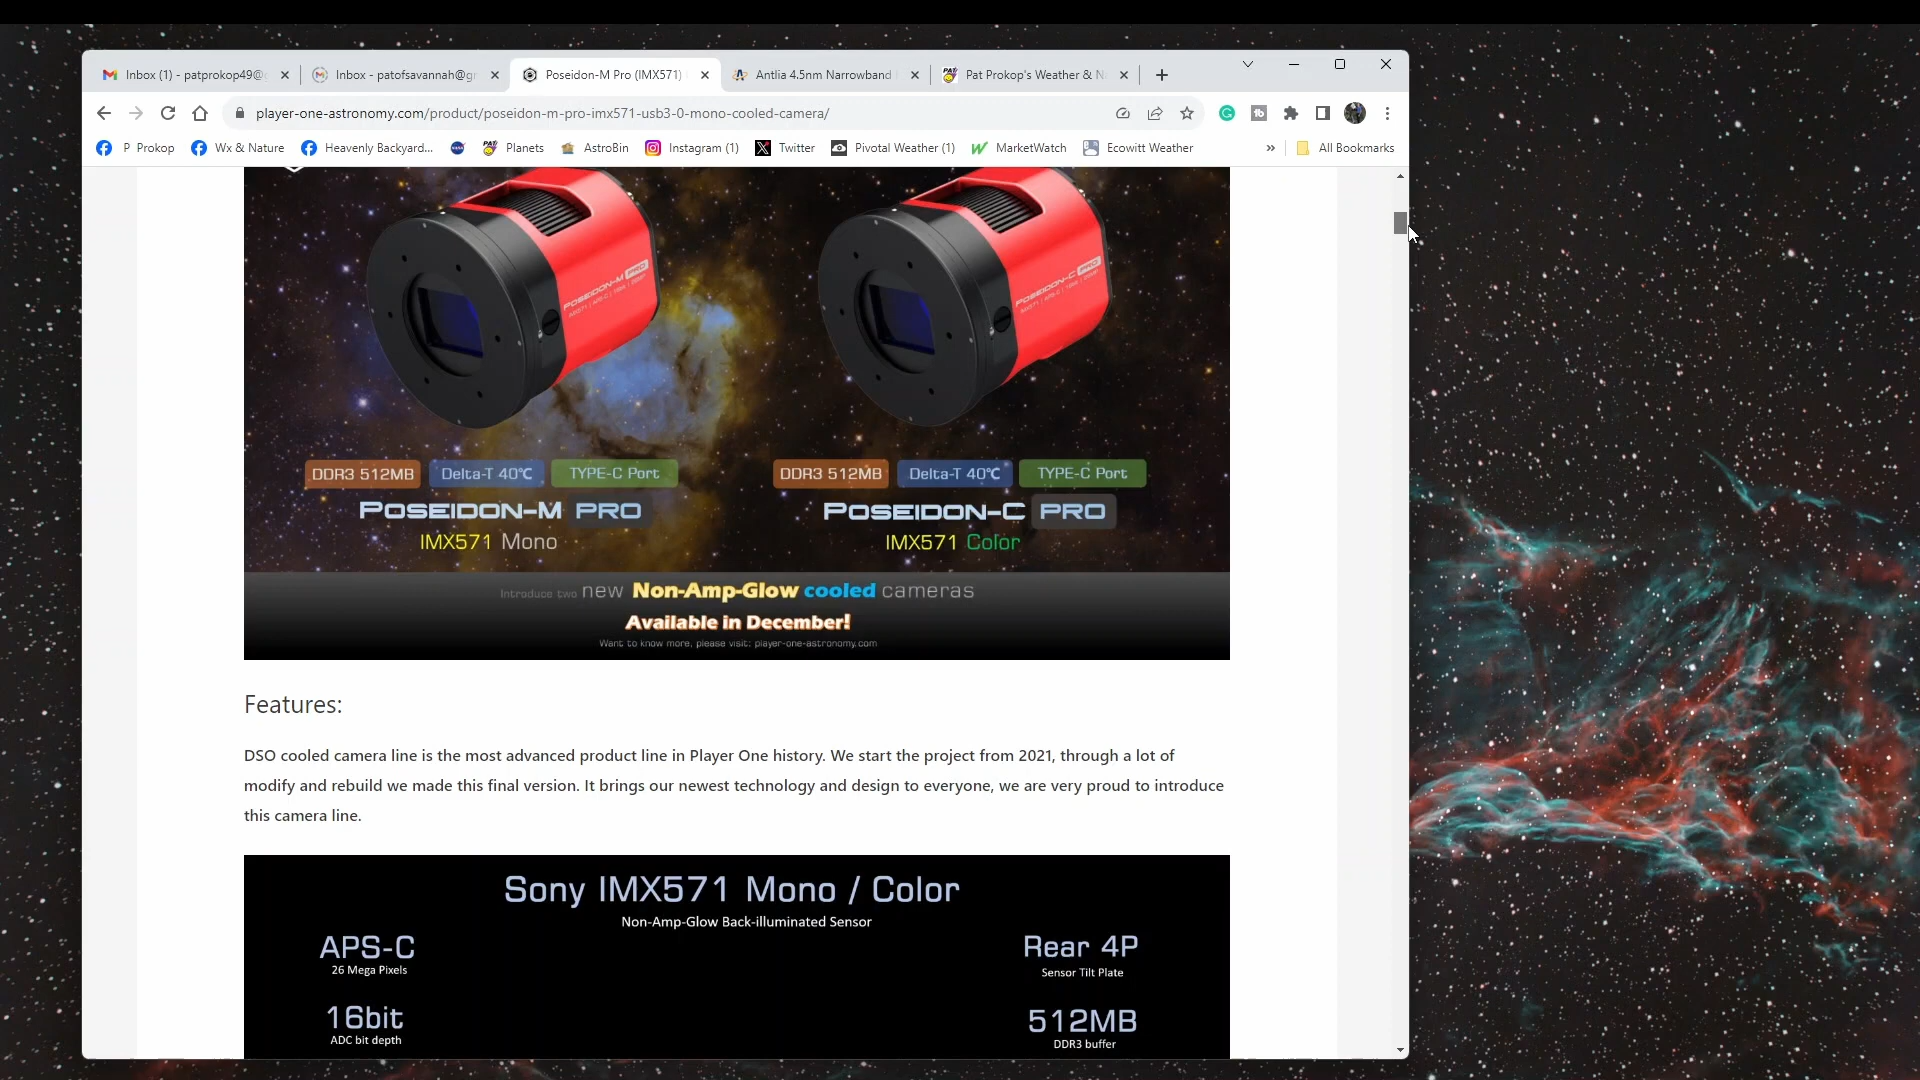 Inbox (1) - patprokop49@g
Inbox - patofsavannah@gr
Poseidon-M Pro (IMX571)
Antlia 4.5nm Narrowband
Pat Prokop's Weather & N
player-one-astronomy.com/product/poseidon-m-pro-imx571-usb3-0-mono-cooled-camera/
P Prokop
Wx & Nature
Heavenly Backyard...
Planets
AstroBin
Instagram (1)
Twitter
Pivotal Weather (1)
MarketWatch
Ecowitt Weather
»
All Bookmarks
POSEIDON-M PRO
POSEIDON-C PRO
DDR3 512MB Delta-T 40℃ TYPE-C Port
DDR3 512MB Delta-T 40℃ TYPE-C Port
POSEIDON-M PRO
POSEIDON-C PRO
IMX571 Mono
IMX571 Color
Introduce two new Non-Amp-Glow cooled cameras
Available in December!
Want to know more, please visit: player-one-astronomy.com
Features:
DSO cooled camera line is the most advanced product line in Player One history. We start the project from 2021, through a lot of
modify and rebuild we made this final version. It brings our newest technology and design to everyone, we are very proud to introduce
this camera line.
Sony IMX571 Mono / Color
Non-Amp-Glow Back-illuminated Sensor
APS-C
26 Mega Pixels
Rear 4P
Sensor Tilt Plate
16bit
ADC bit depth
512MB
DDR3 buffer